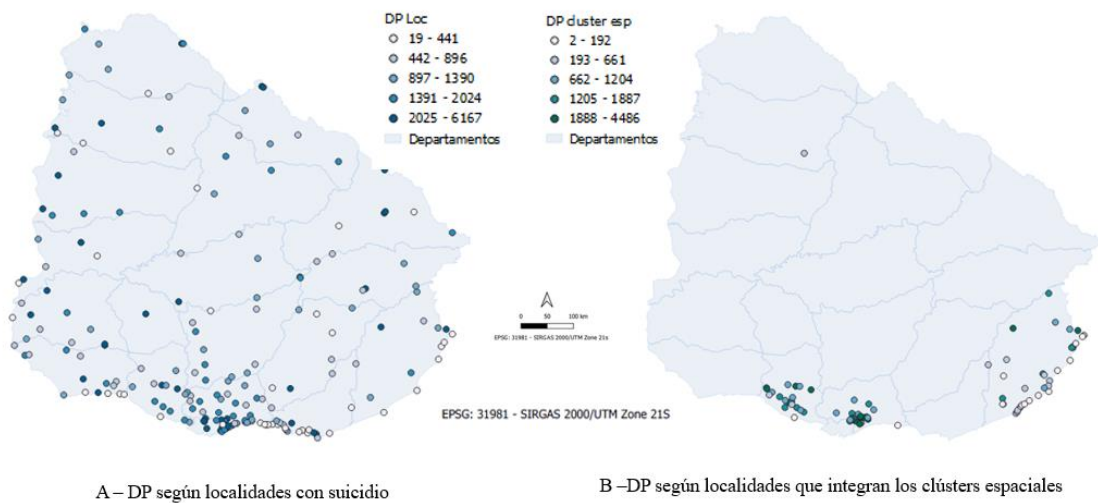 DP Loc
19 - 441
442 - 896
897 - 1390
1391 - 2024
2025 - 6167
Departamentos
DP cluster esp
2 - 192
193 - 661
662 - 1204
1205 - 1887
1888 - 4486
Departamentos
0 50 100 km
EPSG: 31981 - SIRGAS 2000/UTM Zone 21s
EPSG: 31981 - SIRGAS 2000/UTM Zone 21S
A – DP según localidades con suicidio
B –DP según localidades que integran los clústers espaciales